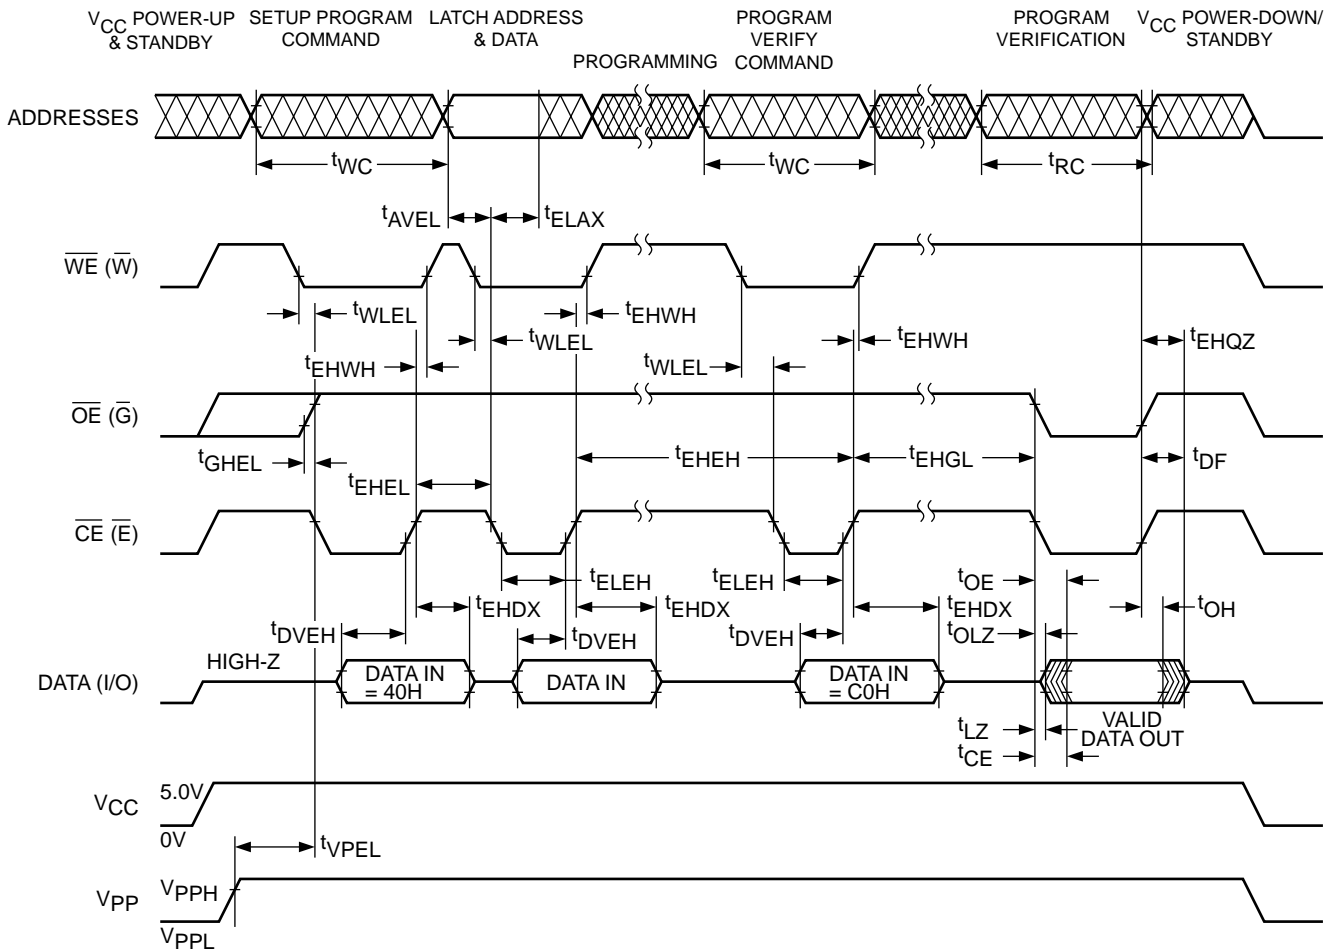 VCC POWER-UP & STANDBY
SETUP PROGRAM COMMAND
LATCH ADDRESS & DATA
PROGRAMMING
PROGRAM VERIFY COMMAND
PROGRAM VERIFICATION
VCC POWER-DOWN/ STANDBY
ADDRESSES
tWC
tWC
tRC
tAVEL
tELAX
WE (W)
tWLEL
tEHWH
tWLEL
tEHWH
tEHWH
tWLEL
tEHQZ
OE (G)
tGHEL
tEHEH
tEHGL
tDF
tEHEL
CE (E)
tELEH
tELEH
tOE
tEHDX
tEHDX
tEHDX
tOH
tDVEH
tDVEH
tDVEH
tOLZ
HIGH-Z
DATA (I/O)
DATA IN = 40H
DATA IN
DATA IN = C0H
tLZ
VALID DATA OUT
tCE
5.0V
VCC
0V
tVPEL
VPPH
VPP
VPPL